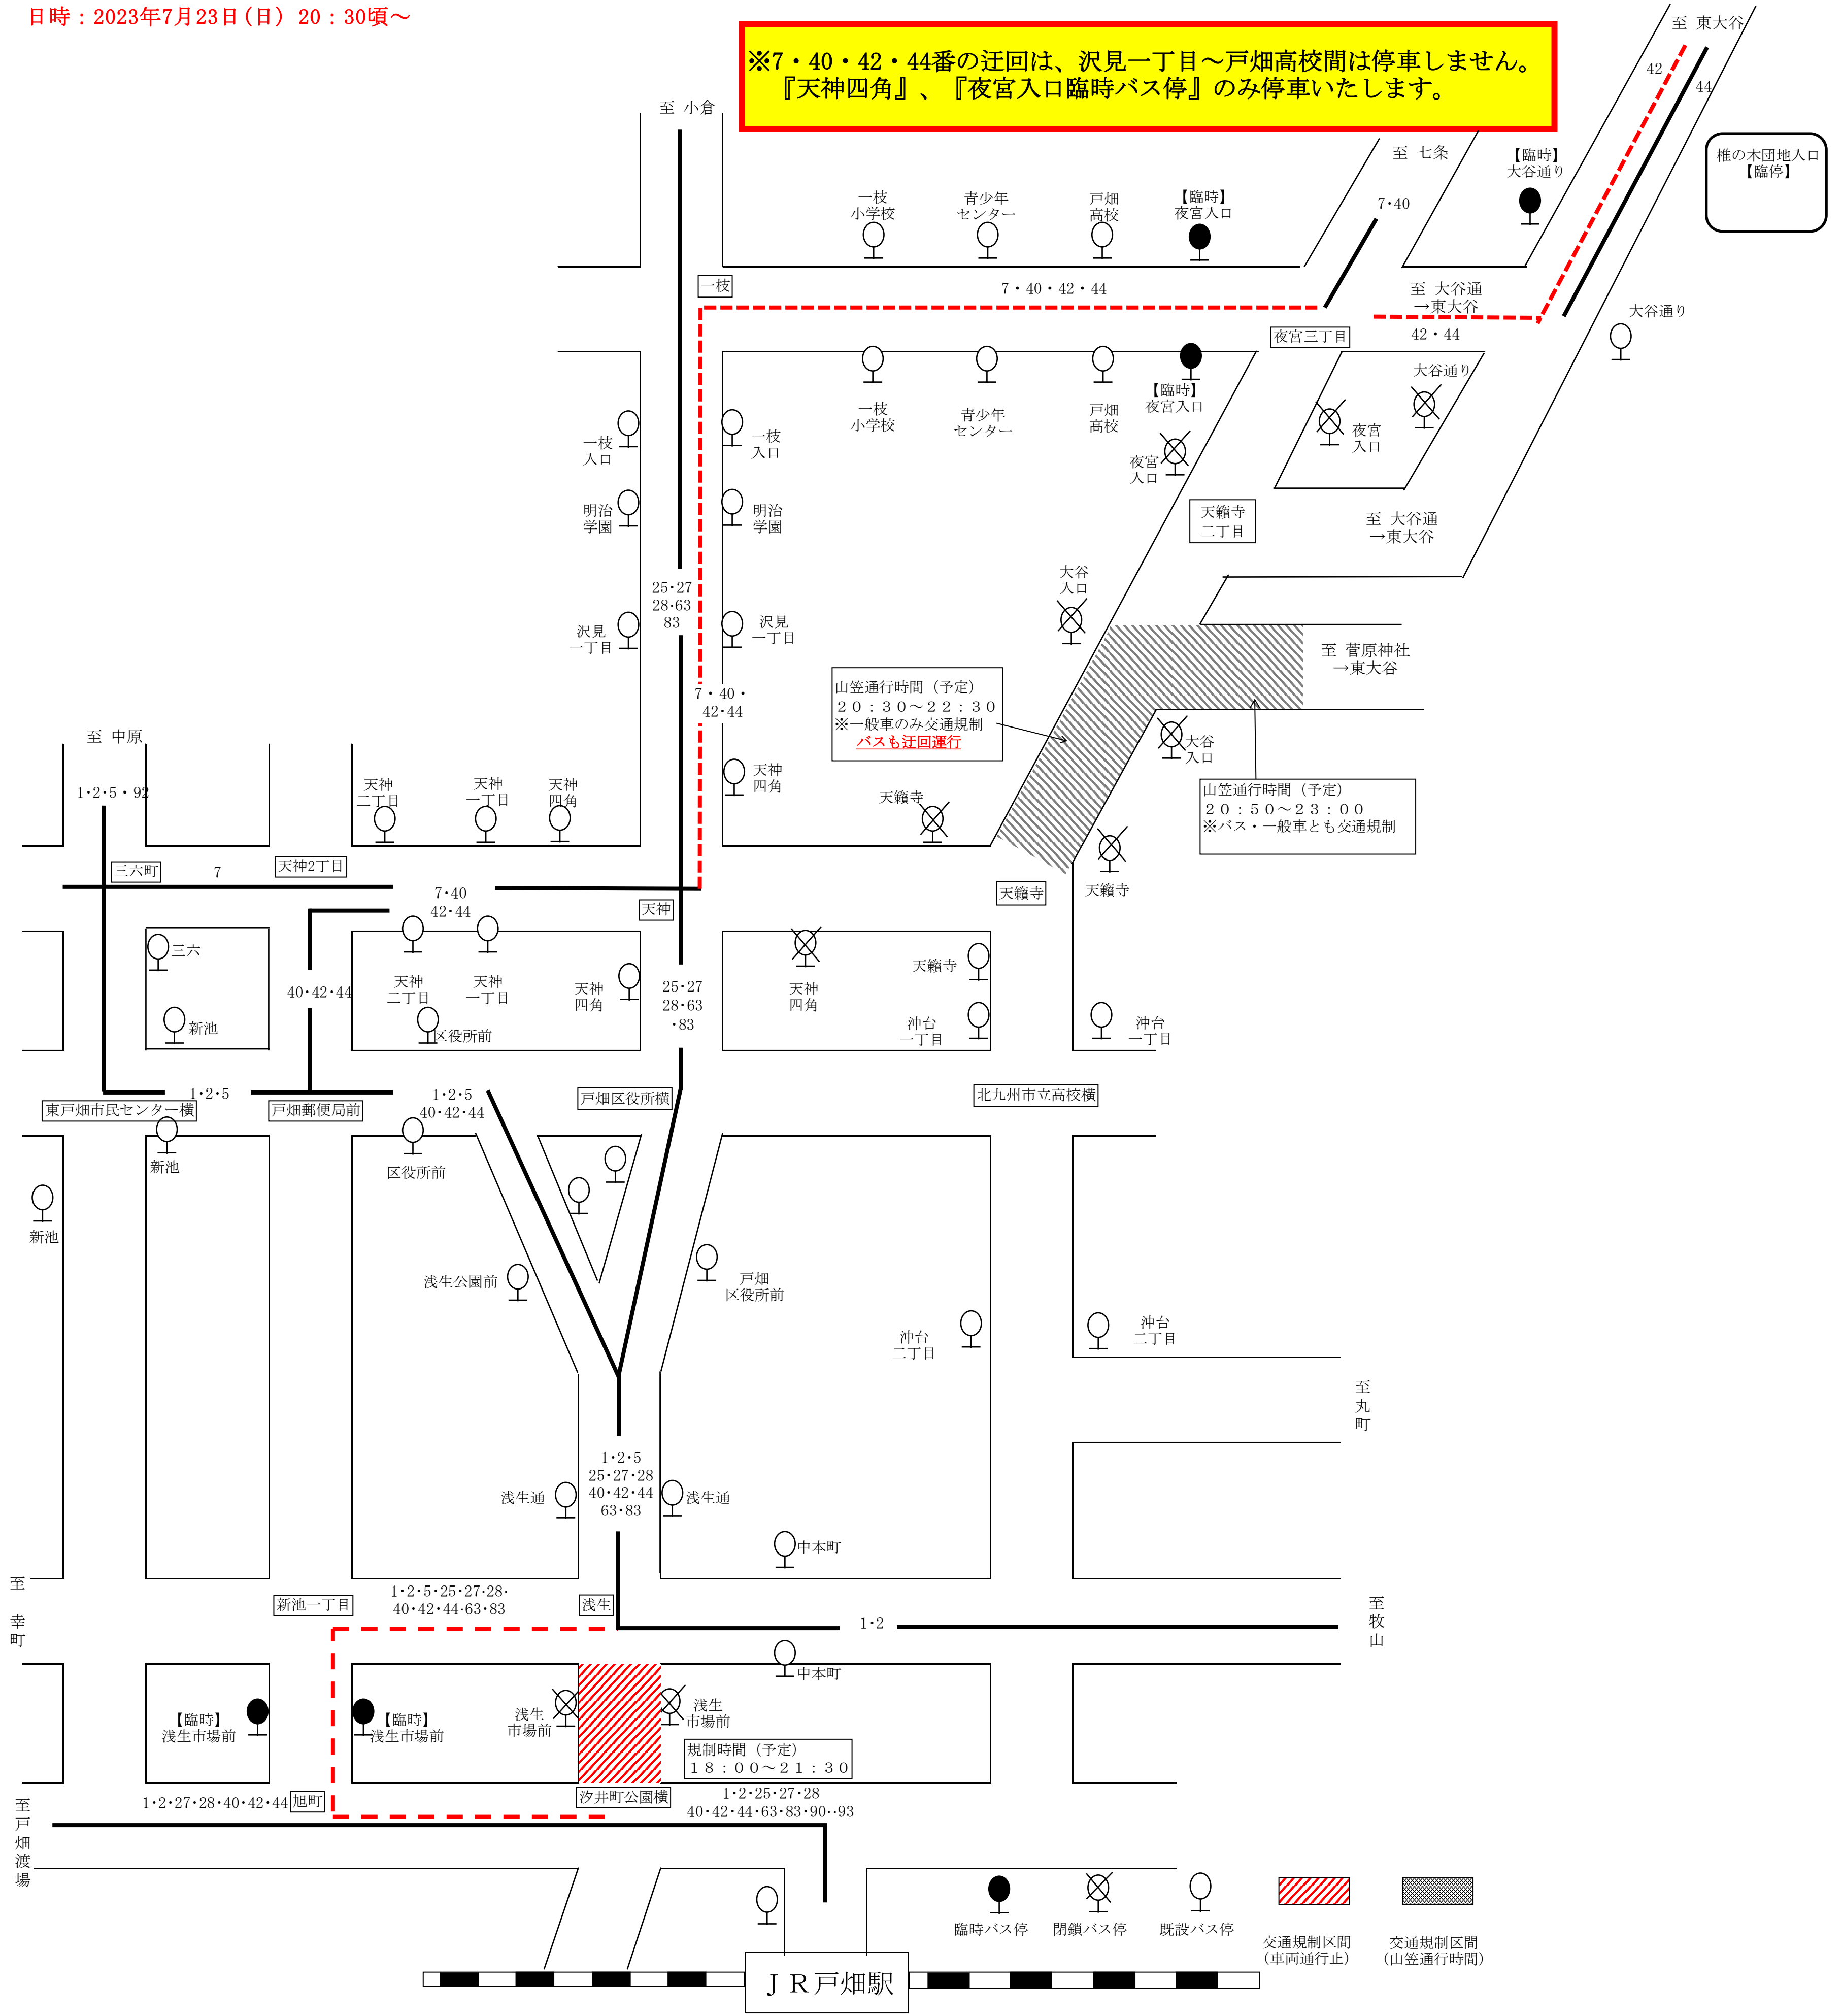 日時：2023年7月23日(日) 20：30頃～
※7・40・42・44番の迂回は、沢見一丁目～戸畑高校間は停車しません。
『天神四角』、『夜宮入口臨時バス停』のみ停車いたします。
至 東大谷
42
44
至 小倉
至 七条
7・40
【臨時】
大谷通り
椎の木団地入口
【臨停】
一枝
小学校
青少年
センター
戸畑
高校
【臨時】
夜宮入口
一枝
7・40・42・44
至 大谷通
→東大谷
42・44
大谷通り
夜宮三丁目
大谷通り
一枝
小学校
青少年
センター
戸畑
高校
【臨時】
夜宮入口
夜宮
入口
夜宮
入口
一枝
入口
一枝
入口
明治
学園
明治
学園
天籟寺
二丁目
至 大谷通
→東大谷
大谷
入口
25・27
28・63
83
沢見
一丁目
沢見
一丁目
至 菅原神社
→東大谷
山笠通行時間（予定）
２０：３０～２２：３０
※一般車のみ交通規制
バスも迂回運行
7・40・
42・44
大谷
入口
至 中原
1・2・5・92
天神
二丁目
天神
一丁目
天神
四角
天神
四角
天籟寺
山笠通行時間（予定）
２０：５０～２３：００
※バス・一般車とも交通規制
三六町
7
天神2丁目
7・40
42・44
天神
天籟寺
天籟寺
三六
新池
40・42・44
天神
二丁目
天神
一丁目
区役所前
天神
四角
25・27
28・63
・83
天神
四角
天籟寺
沖台
一丁目
沖台
一丁目
1・2・5
東戸畑市民センター横
戸畑郵便局前
1・2・5
40・42・44
戸畑区役所横
北九州市立高校横
新池
区役所前
新池
浅生公園前
戸畑
区役所前
沖台
二丁目
沖台
二丁目
至丸町
1・2・5
25・27・28
40・42・44
63・83
浅生通
浅生通
中本町
至 幸町
新池一丁目
1・2・5・25・27・28・
40・42・44・63・83
浅生
1・2
至牧山
中本町
【臨時】
浅生市場前
【臨時】
浅生市場前
浅生
市場前
浅生
市場前
規制時間（予定）
１８：００～２１：３０
至戸畑渡場
1・2・27・28・40・42・44
旭町
汐井町公園横
1・2・25・27・28
40・42・44・63・83・90・・93
臨時バス停
閉鎖バス停
既設バス停
交通規制区間
（車両通行止）
交通規制区間
（山笠通行時間）
ＪＲ戸畑駅